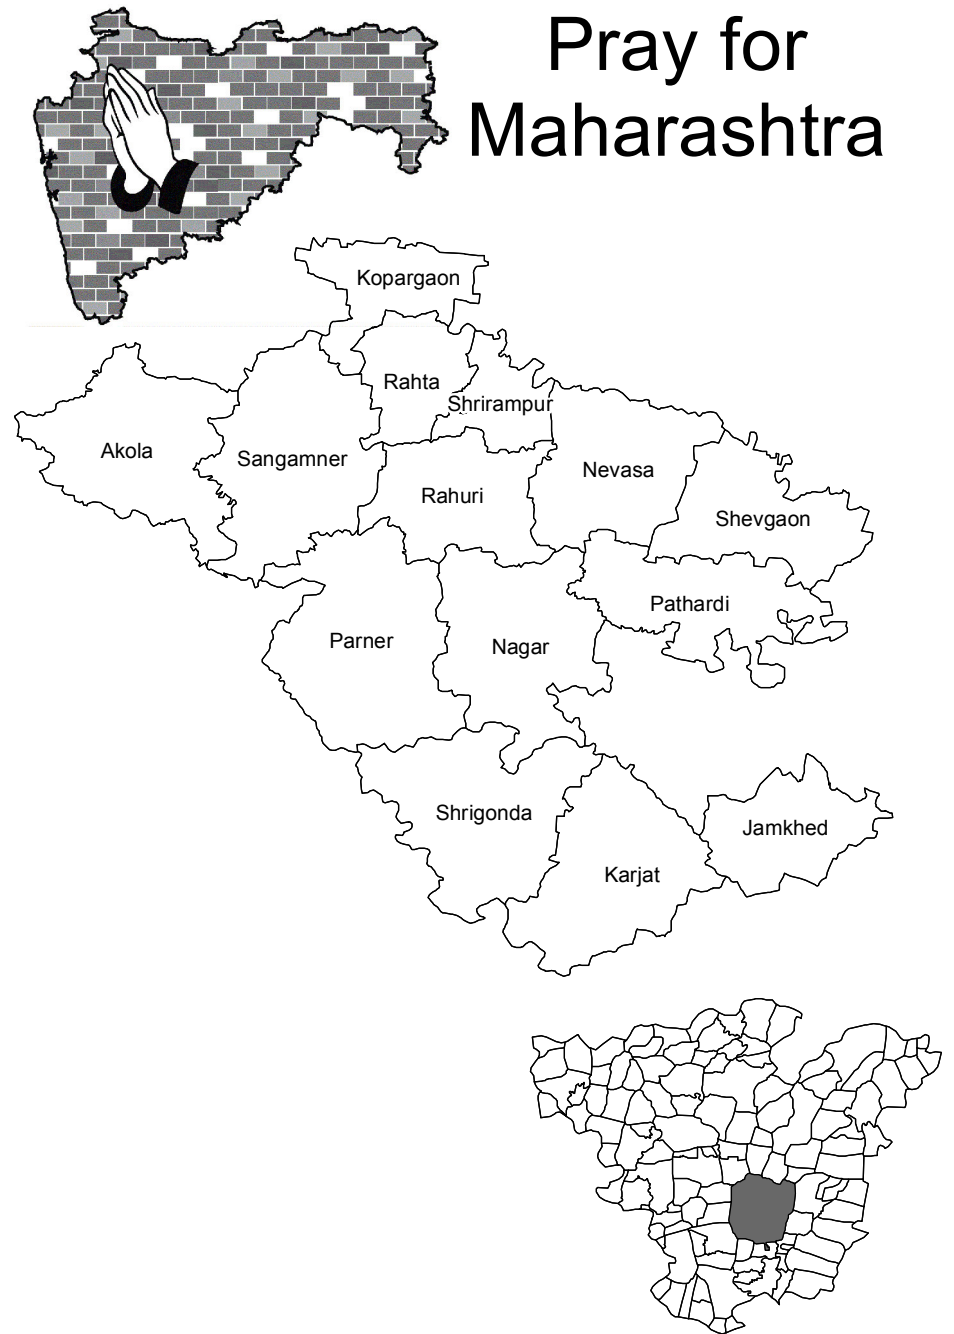 Pray for
Maharashtra
Kopargaon
Rahta
Shrirampur
Akola
Sangamner
Nevasa
Rahuri
Shevgaon
Pathardi
Parner
Nagar
Shrigonda
Jamkhed
Karjat